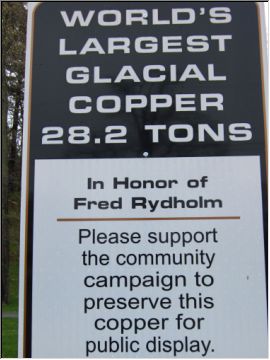 WORLD'S
LARGEST
GLACIAL
COPPER
28.2 TONS
In Honor of
Fred Rydholm
Please support
the community
campaign to
preserve this
copper for
public display.